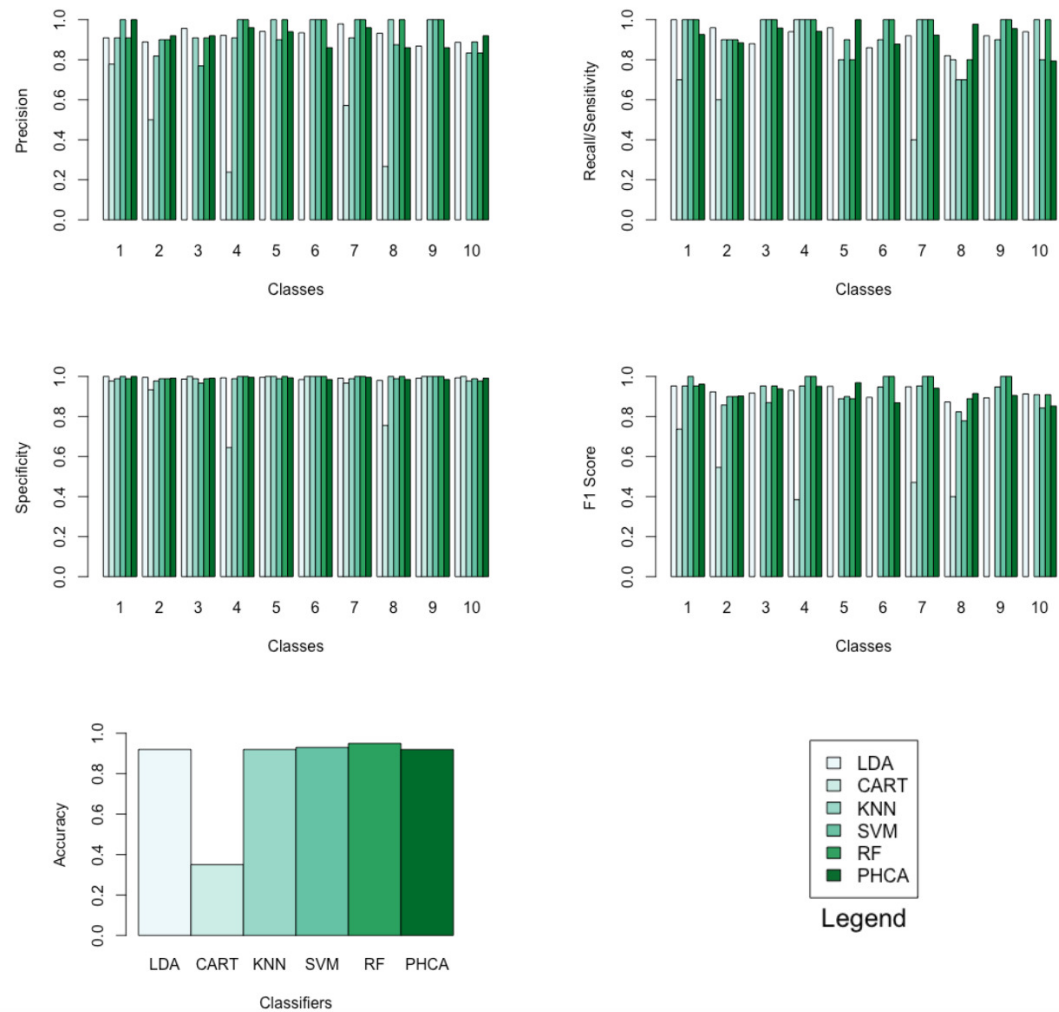 Precision
0.0 0.2 0.4 0.6 0.8 1.0
1 2 3 4 5 6 7 8 9 10
Classes
Recall/Sensitivity
0.0 0.2 0.4 0.6 0.8 1.0
1 2 3 4 5 6 7 8 9 10
Classes
Specificity
0.0 0.2 0.4 0.6 0.8 1.0
1 2 3 4 5 6 7 8 9 10
Classes
F1 Score
0.0 0.2 0.4 0.6 0.8 1.0
1 2 3 4 5 6 7 8 9 10
Classes
Accuracy
0.0 0.2 0.4 0.6 0.8 1.0
LDA CART KNN SVM RF PHCA
Classifiers
LDA
CART
KNN
SVM
RF
PHCA
Legend